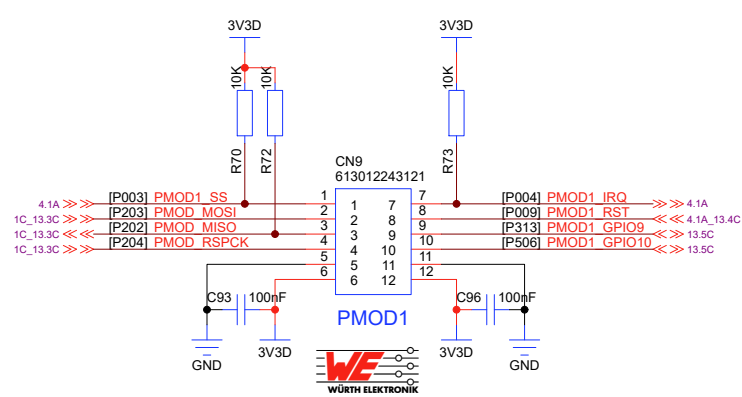 3V3D 3V3D
10K 10K 10K
R70 R72 R73
CN9
613012243121
4.1A [P003] PMOD1_SS 1 1 7 7 [P004] PMOD1_IRQ 4.1A
1C_13.3C [P203] PMOD_MOSI 2 2 8 8 [P009] PMOD1_RST 4.1A_13.4C
1C_13.3C [P202] PMOD_MISO 3 3 9 9 [P313] PMOD1_GPIO9 13.5C
1C_13.3C [P204] PMOD_RSPCK 4 4 10 10 [P506] PMOD1_GPIO10 13.5C
5 5 11 11
6 6 12 12
C93 100nF C96 100nF
PMOD1
GND 3V3D 3V3D GND
WE
WÜRTH ELEKTRONIK